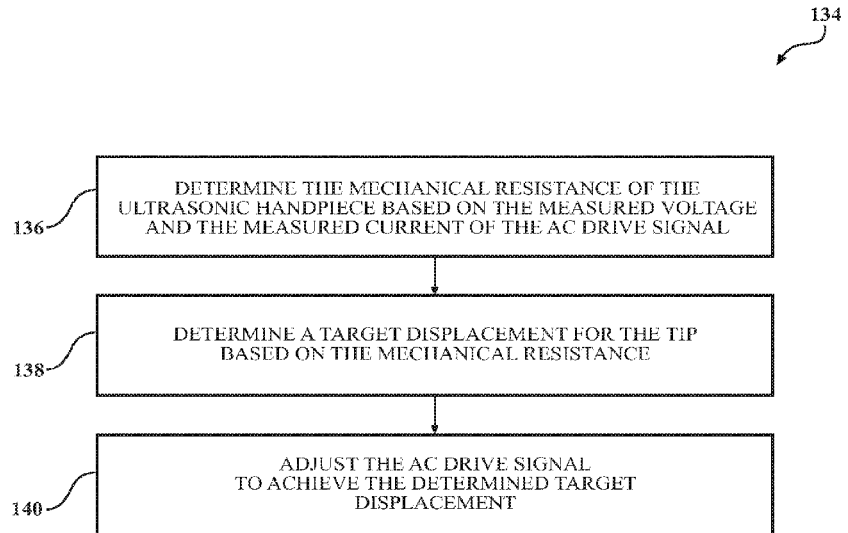 134
136
DETERMINE THE MECHANICAL RESISTANCE OF THE
ULTRASONIC HANDPIECE BASED ON THE MEASURED VOLTAGE
AND THE MEASURED CURRENT OF THE AC DRIVE SIGNAL
138
DETERMINE A TARGET DISPLACEMENT FOR THE TIP
BASED ON THE MECHANICAL RESISTANCE
140
ADJUST THE AC DRIVE SIGNAL
TO ACHIEVE THE DETERMINED TARGET
DISPLACEMENT